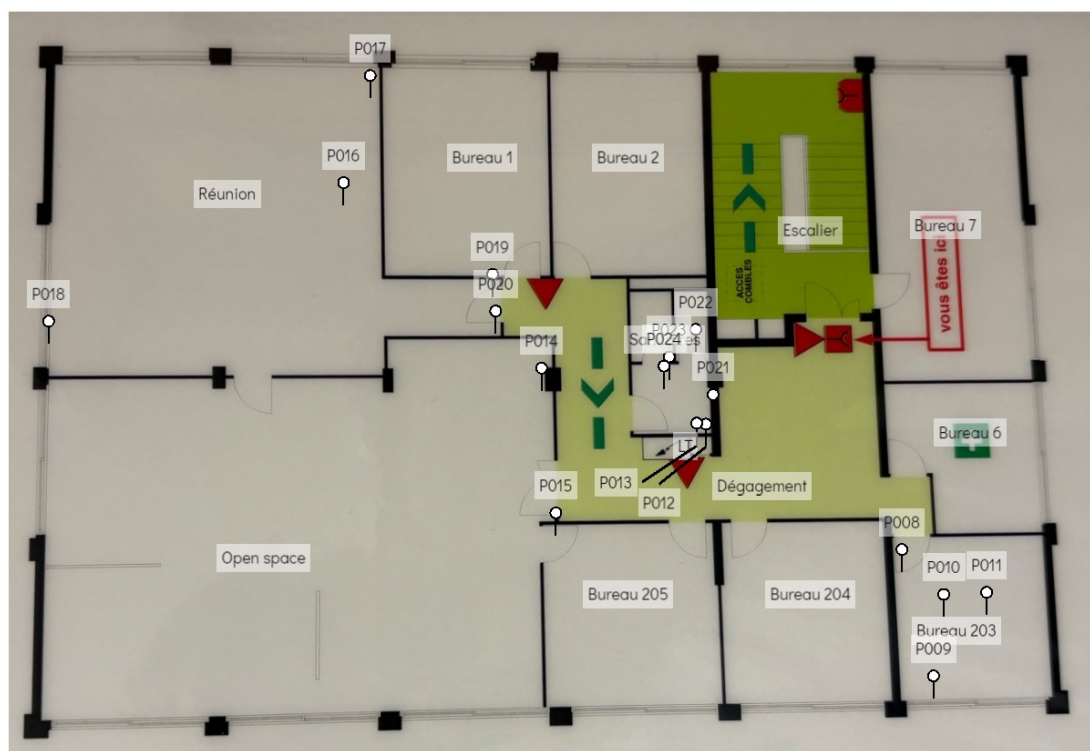 P017
P016
Bureau 1
Bureau 2
Réunion
Escalier
Bureau 7
vous êtes ici
ACCES
COMBLES
P019
P020
P018
P022
P023
P024
P014
P021
Bureau 6
LT
P013
P012
Dégagement
P015
P008
Open space
Bureau 205
Bureau 204
P010
P011
Bureau 203
P009